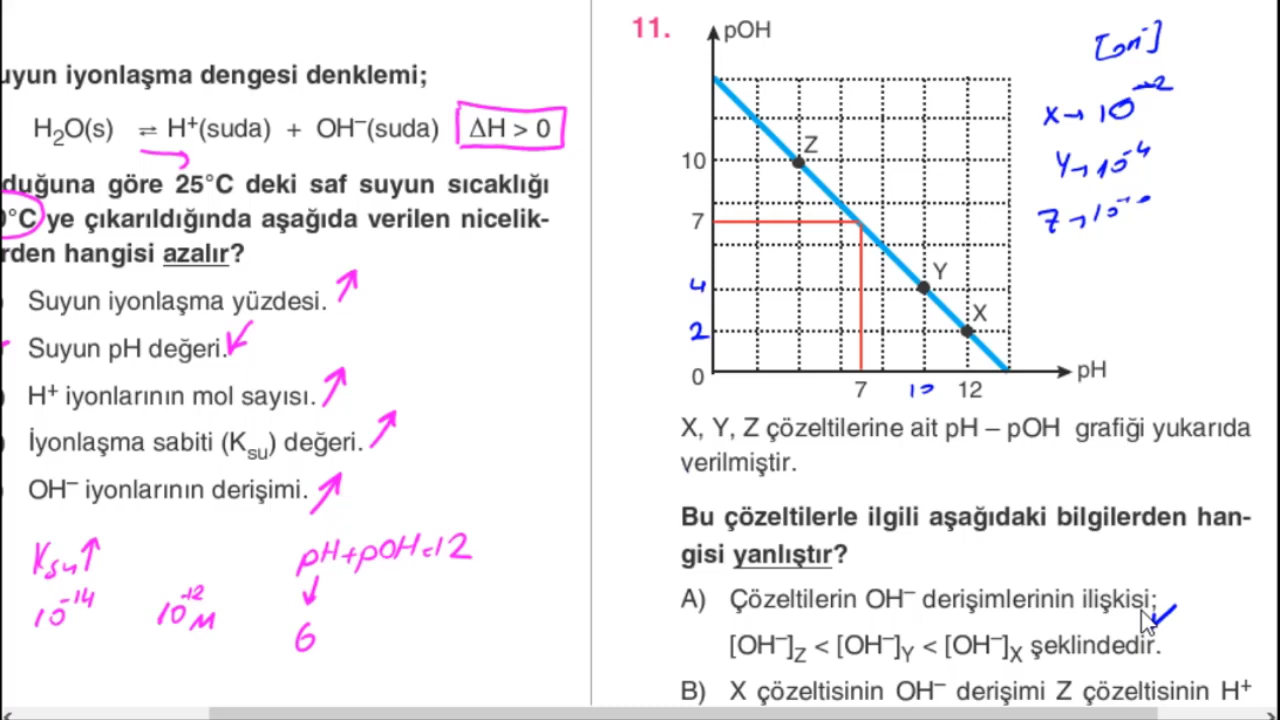 uyun iyonlaşma dengesi denklemi;
H₂O(s) ⇌ H⁺(suda) + OH⁻(suda) ΔH > 0
duğuna göre 25°C deki saf suyun sıcaklığı
°C ye çıkarıldığında aşağıda verilen nicelik-
rden hangisi azalır?
Suyun iyonlaşma yüzdesi.
Suyun pH değeri.
H⁺ iyonlarının mol sayısı.
İyonlaşma sabiti (Kₛᵤ) değeri.
OH⁻ iyonlarının derişimi.
Ksu↑
pH+pOH=12
10⁻¹⁴ 10⁻¹² M
6
11.
pOH
[OH⁻]
X→10⁻²
Y→10⁻⁴
Z
10
7
Y
4
X
2
0
7 10 12
pH
X, Y, Z çözeltilerine ait pH – pOH grafiği yukarıda
verilmiştir.
Bu çözeltilerle ilgili aşağıdaki bilgilerden han-
gisi yanlıştır?
A) Çözeltilerin OH⁻ derişimlerinin ilişkisi;
[OH⁻]Z < [OH⁻]Y < [OH⁻]X şeklindedir.
B) X çözeltisinin OH⁻ derişimi Z çözeltisinin H⁺